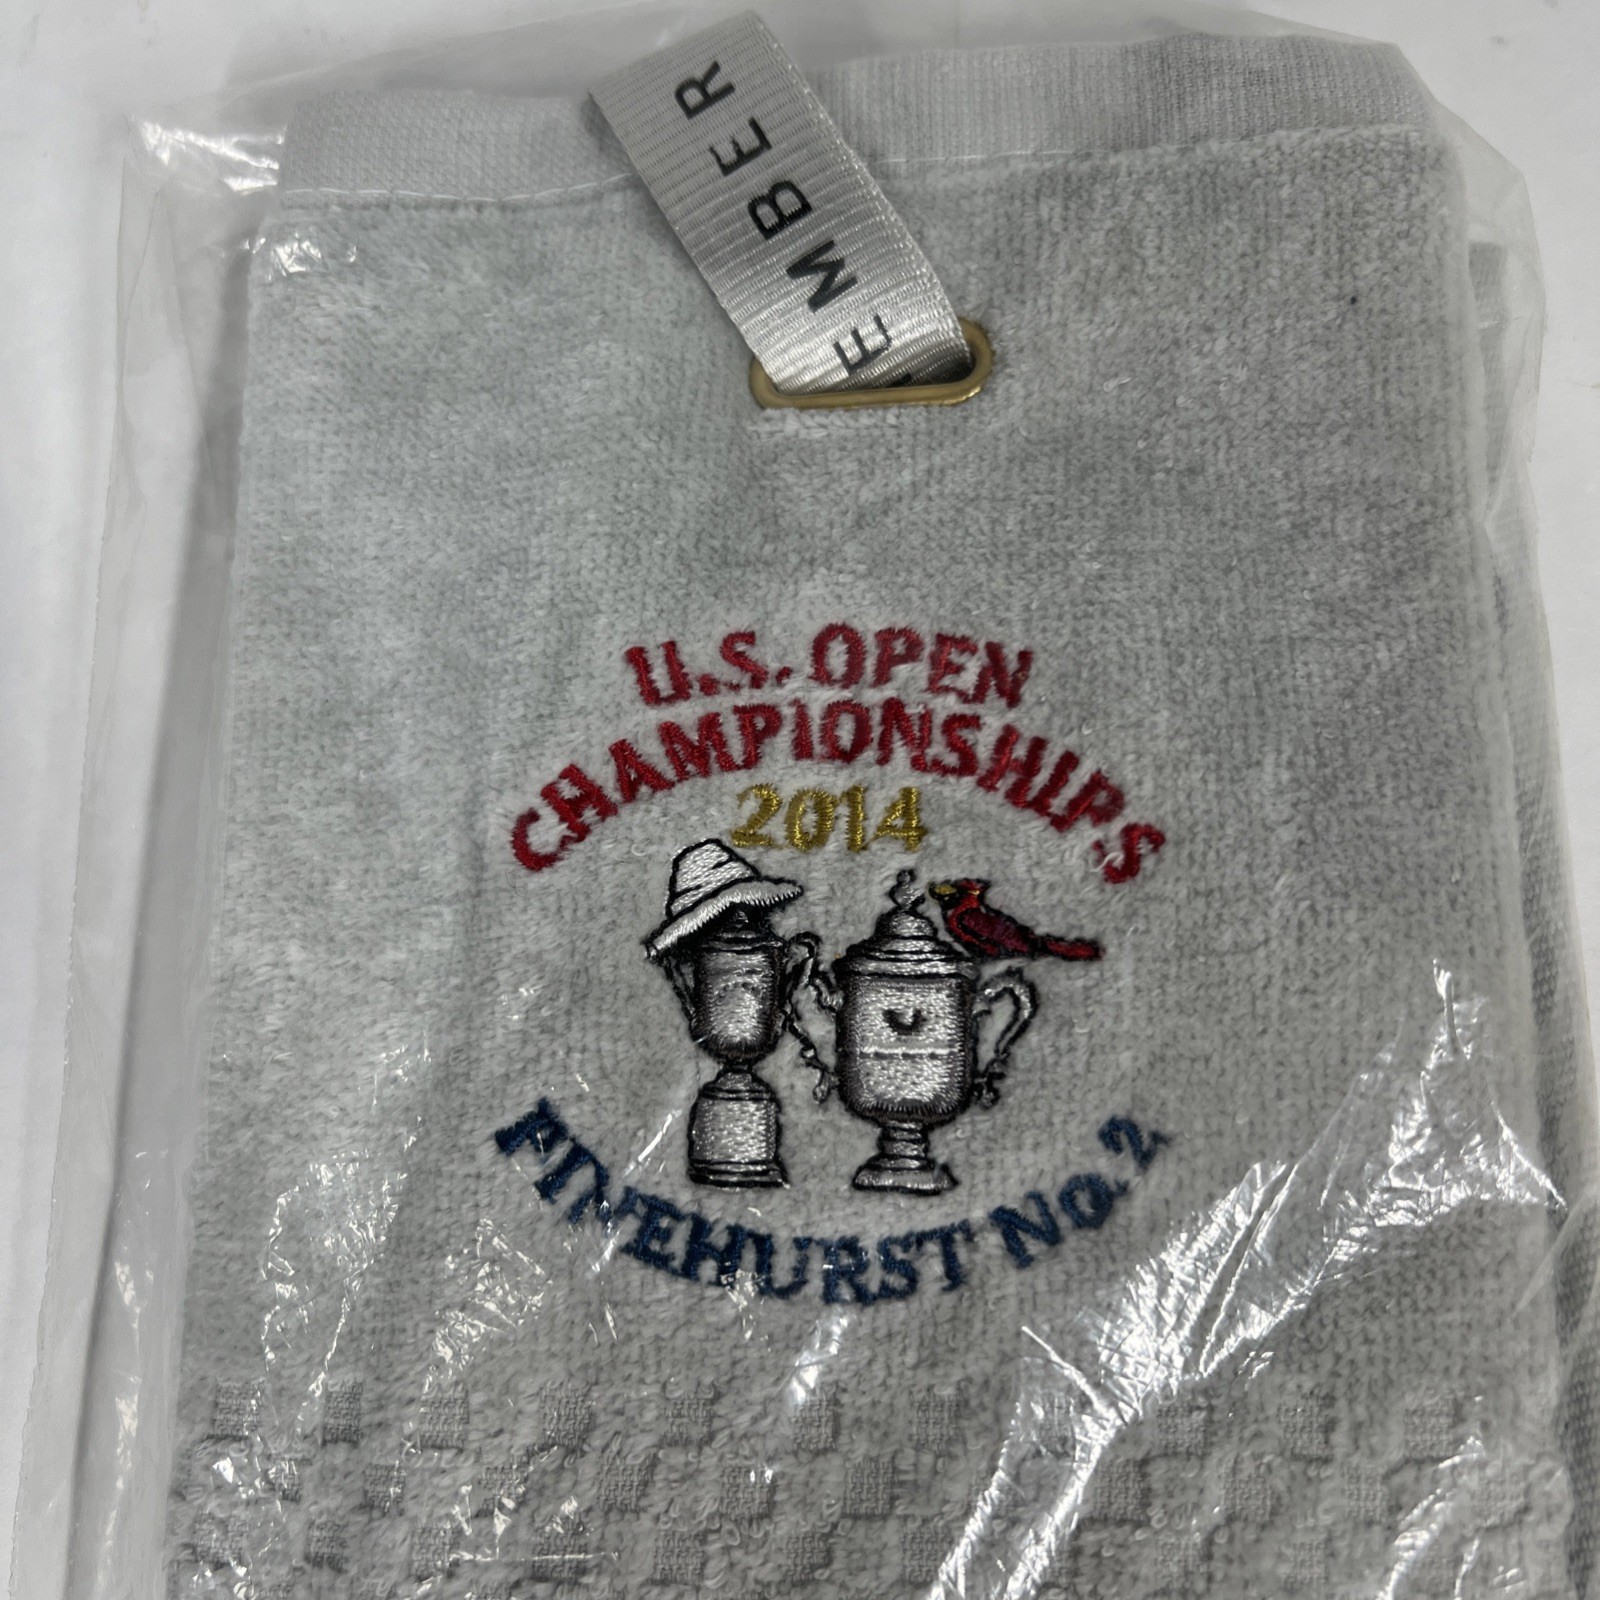 EMBER
U.S. OPEN
CHAMPIONSHIPS
2014
PINEHURST No. 2